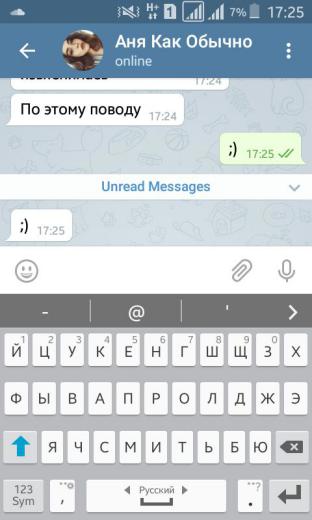 7% 17:25
Аня Как Обычно
online
17:24
По этому поводу 17:24
;) 17:25
Unread Messages
;) 17:25
- @ '
Й 1 Ц 2 У 3 К 4 Е 5 Н 6 Г 7 Ш 8 Щ 9 З 0 Х
Ф Ы В А П Р О Л Д Ж Э
Я Ч С М И Т Ь Б Ю
123 Sym , Русский . ?